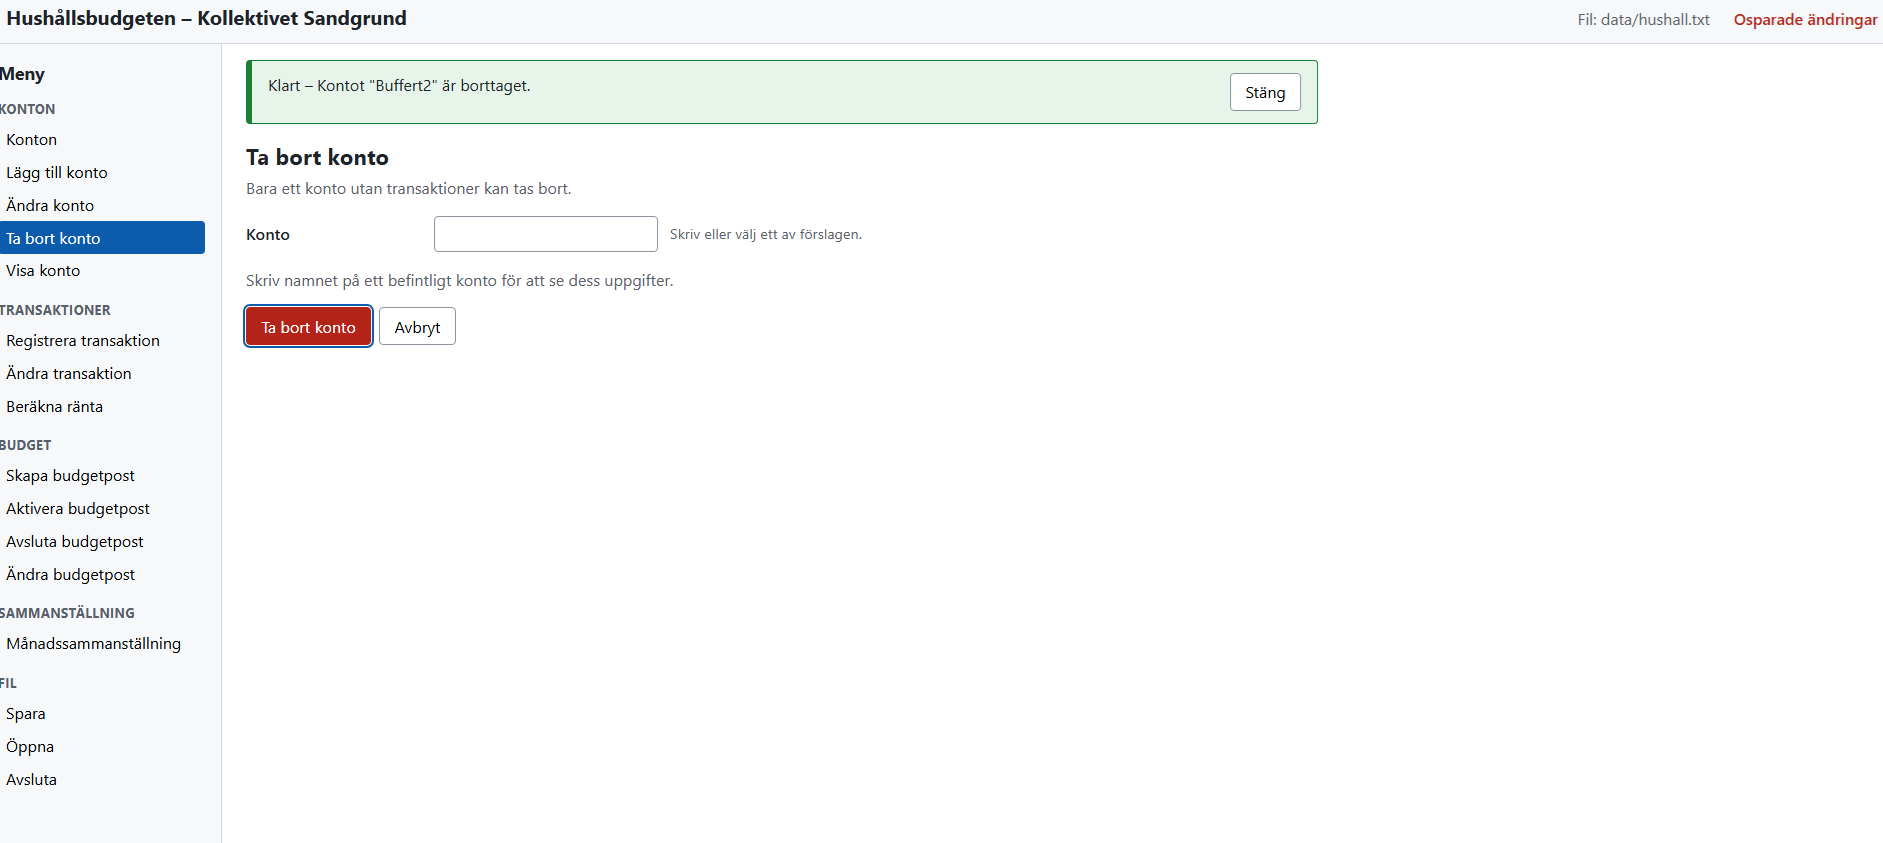 Hushållsbudgeten – Kollektivet Sandgrund
Fil: data/hushall.txt Osparade ändringar
Meny
KONTON
Konton
Lägg till konto
Ändra konto
Ta bort konto
Visa konto
TRANSAKTIONER
Registrera transaktion
Ändra transaktion
Beräkna ränta
BUDGET
Skapa budgetpost
Aktivera budgetpost
Avsluta budgetpost
Ändra budgetpost
SAMMANSTÄLLNING
Månadssammanställning
FIL
Spara
Öppna
Avsluta
Klart – Kontot "Buffert2" är borttaget.
Stäng
Ta bort konto
Bara ett konto utan transaktioner kan tas bort.
Konto
Skriv eller välj ett av förslagen.
Skriv namnet på ett befintligt konto för att se dess uppgifter.
Ta bort konto Avbryt